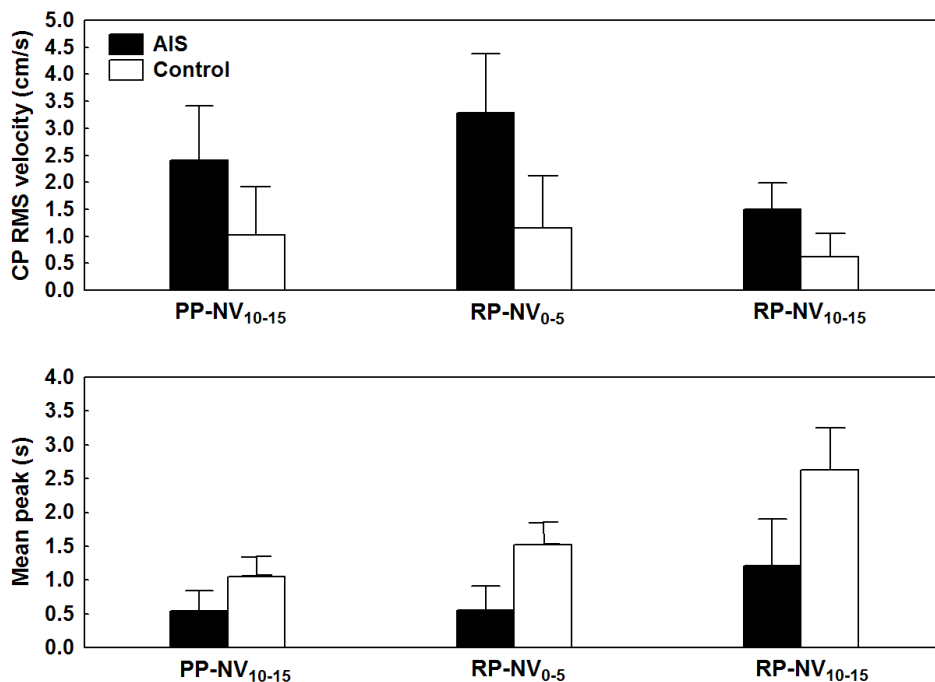 CP RMS velocity (cm/s)
5.0
4.5
4.0
3.5
3.0
2.5
2.0
1.5
1.0
0.5
0.0
AIS
Control
PP-NV10-15
RP-NV0-5
RP-NV10-15
Mean peak (s)
4.0
3.5
3.0
2.5
2.0
1.5
1.0
0.5
0.0
PP-NV10-15
RP-NV0-5
RP-NV10-15